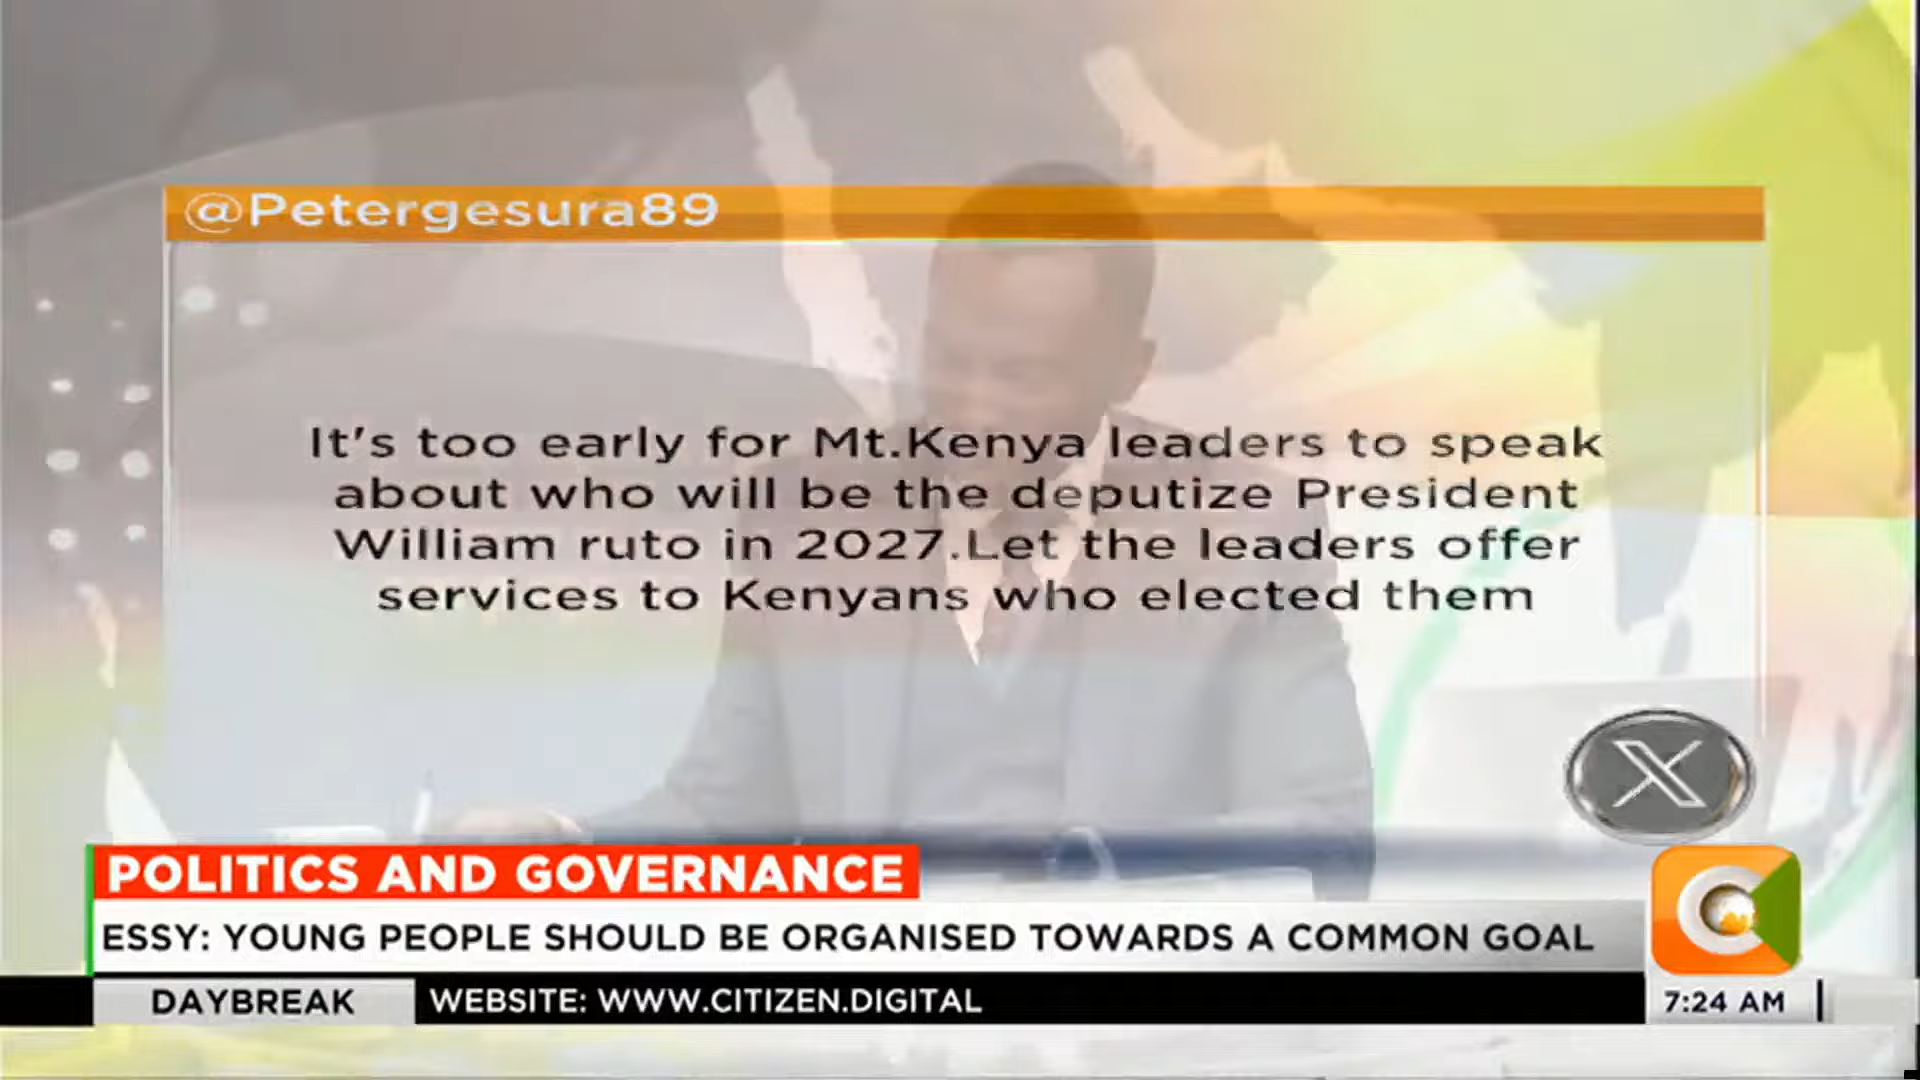 @Petergesura89
It's too early for Mt.Kenya leaders to speak
about who will be the deputize President
William ruto in 2027.Let the leaders offer
services to Kenyans who elected them
POLITICS AND GOVERNANCE
ESSY: YOUNG PEOPLE SHOULD BE ORGANISED TOWARDS A COMMON GOAL
DAYBREAK
WEBSITE: WWW.CITIZEN.DIGITAL
7:24 AM